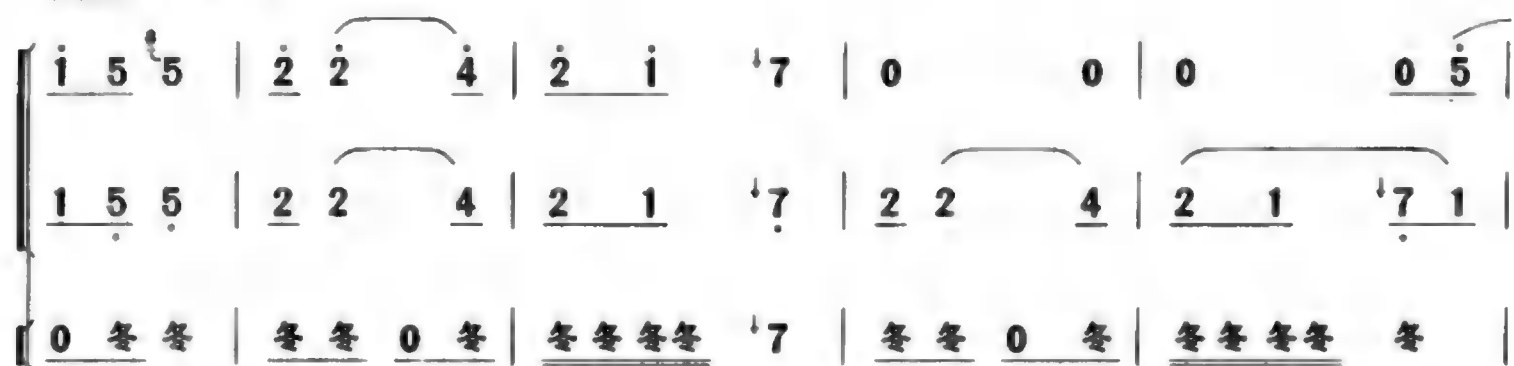 1 5 5 | 2 2 4 | 2 1 ↓7 | 0 0 | 0 0 5 |
1 5 5 | 2 2 4 | 2 1 ↓7 | 2 2 4 | 2 1 ↓7 1 |
0 冬 冬 | 冬 冬 0 冬 | 冬 冬 冬 冬 ↓7 | 冬 冬 0 冬 | 冬 冬 冬 冬 冬 |